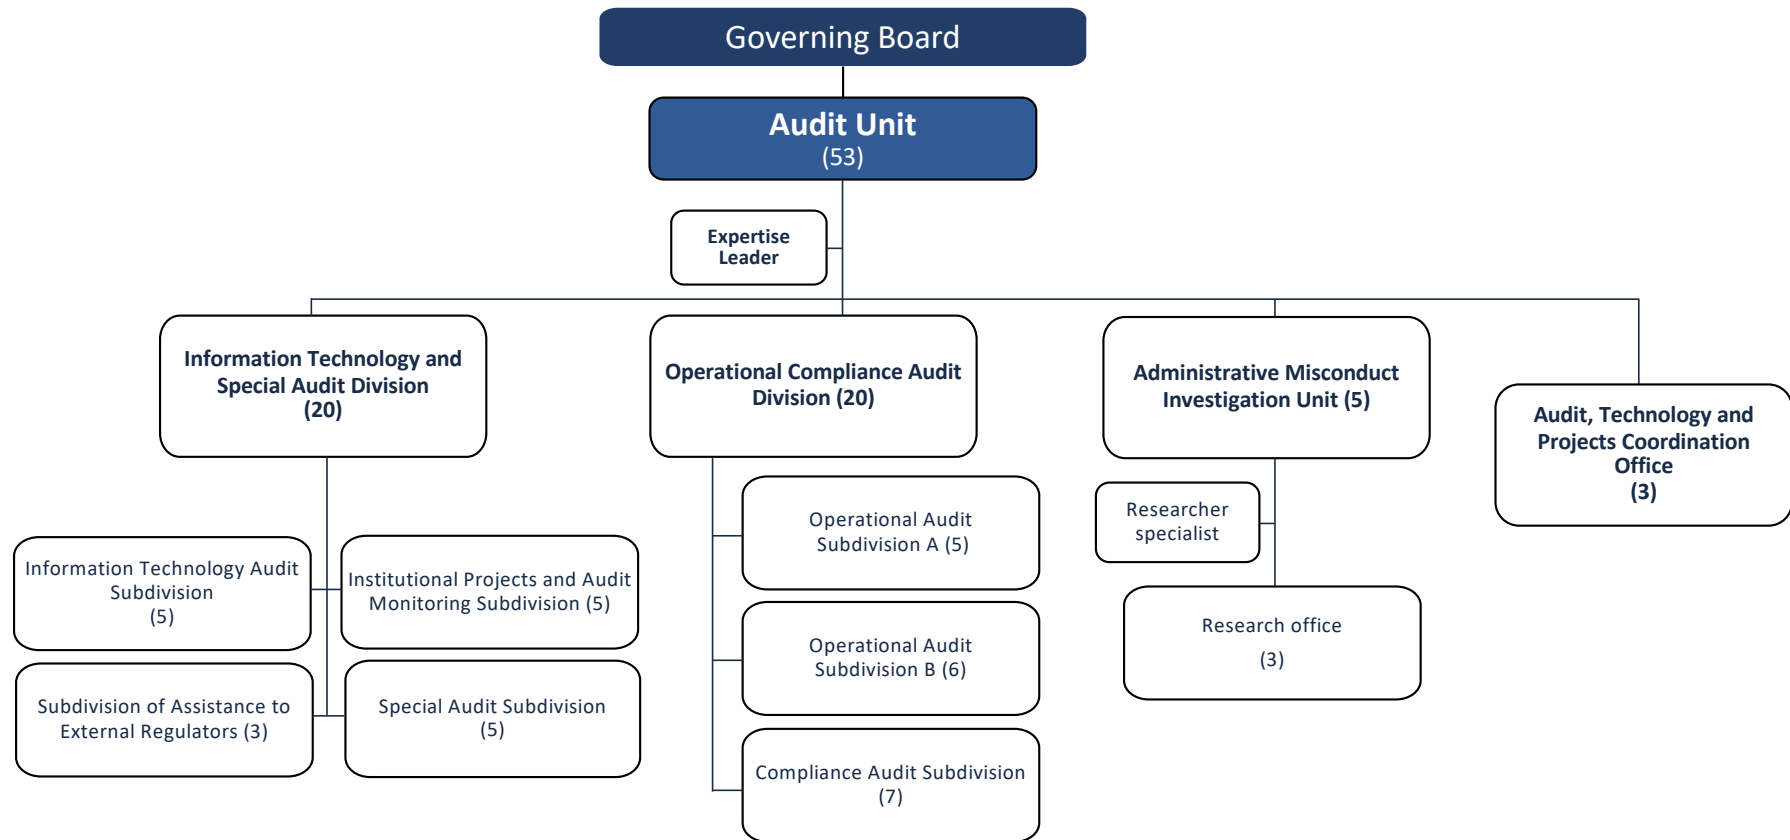 Governing Board
Audit Unit
(53)
Expertise
Leader
Information Technology and
Special Audit Division
(20)
Operational Compliance Audit
Division (20)
Administrative Misconduct
Investigation Unit (5)
Audit, Technology and
Projects Coordination
Office
(3)
Information Technology Audit
Subdivision
(5)
Institutional Projects and Audit
Monitoring Subdivision (5)
Subdivision of Assistance to
External Regulators (3)
Special Audit Subdivision
(5)
Operational Audit
Subdivision A (5)
Operational Audit
Subdivision B (6)
Compliance Audit Subdivision
(7)
Researcher
specialist
Research office
(3)